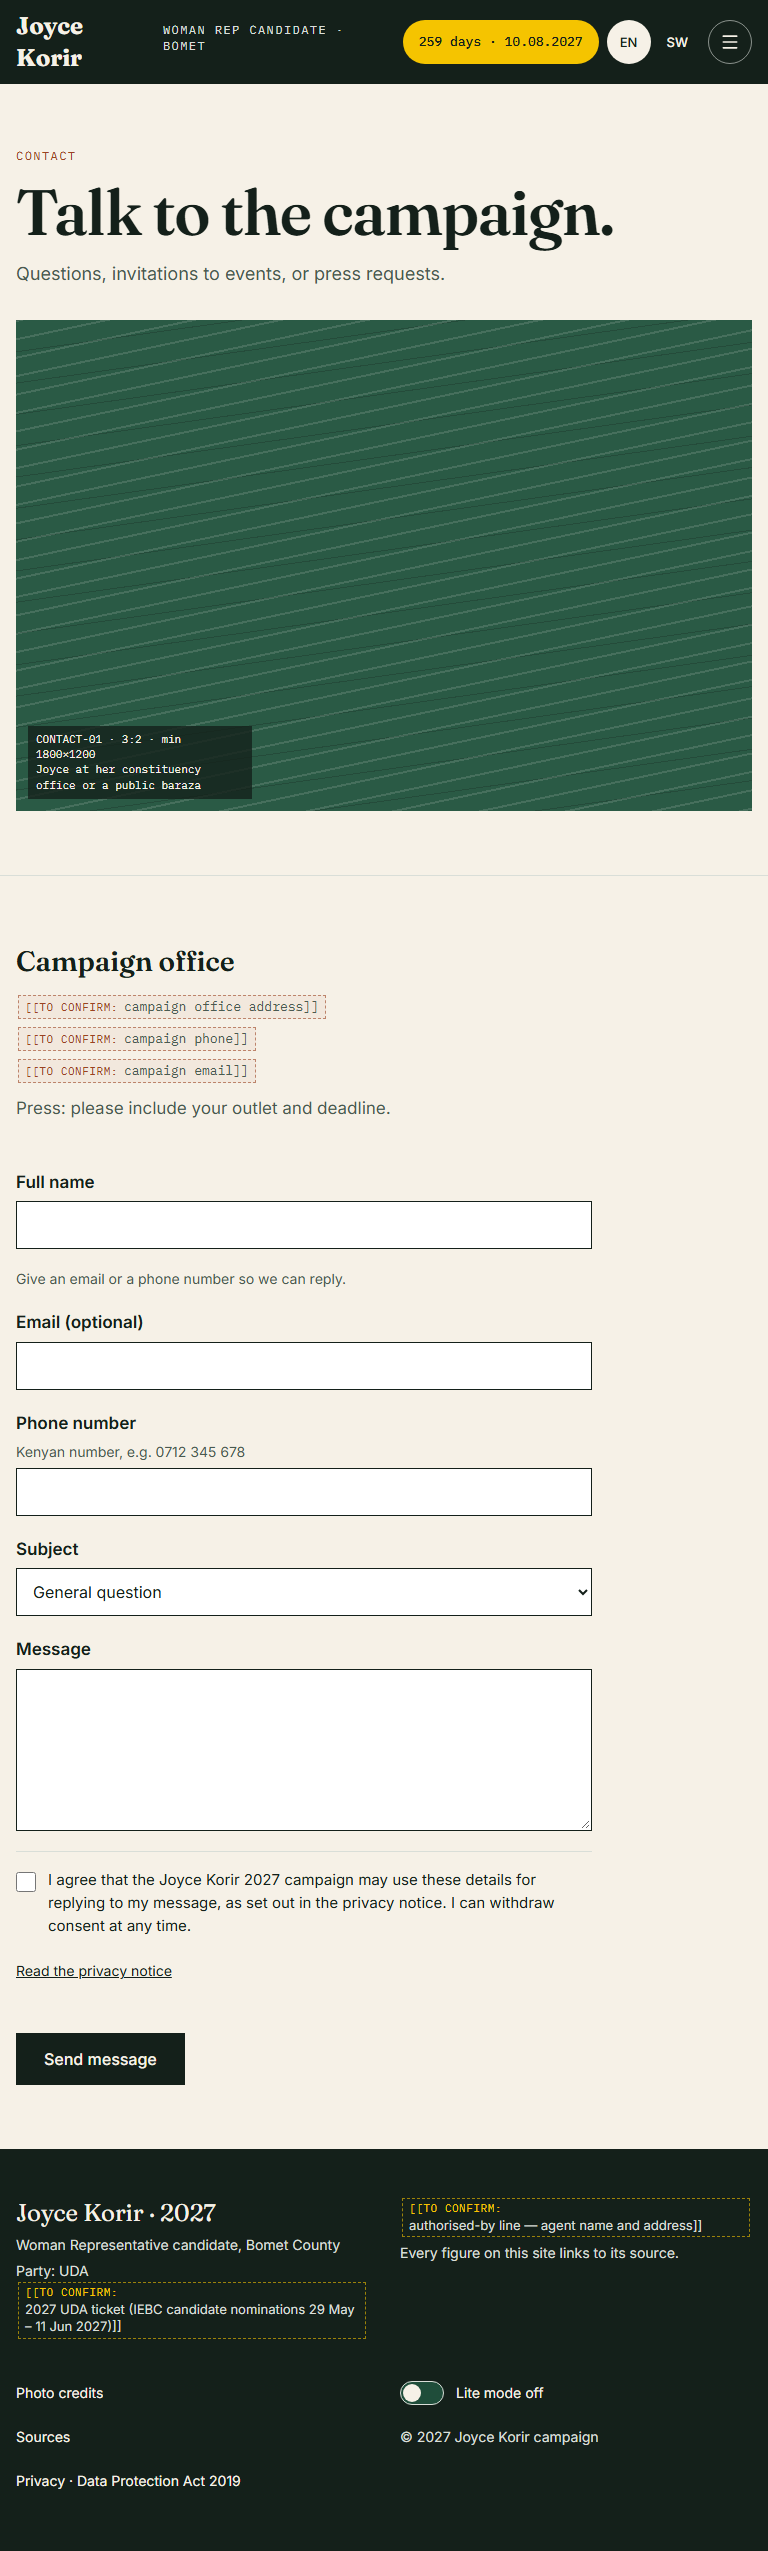 Joyce
Korir
WOMAN REP CANDIDATE ·
BOMET
259 days · 10.08.2027
EN
SW
CONTACT
Talk to the campaign.
Questions, invitations to events, or press requests.
CONTACT-01 · 3:2 · min
1800×1200
Joyce at her constituency
office or a public baraza
Campaign office
[[TO CONFIRM: campaign office address]]
[[TO CONFIRM: campaign phone]]
[[TO CONFIRM: campaign email]]
Press: please include your outlet and deadline.
Full name
Give an email or a phone number so we can reply.
Email (optional)
Phone number
Kenyan number, e.g. 0712 345 678
Subject
General question
Message
I agree that the Joyce Korir 2027 campaign may use these details for
replying to my message, as set out in the privacy notice. I can withdraw
consent at any time.
Read the privacy notice
Send message
Joyce Korir · 2027
Woman Representative candidate, Bomet County
Party: UDA
[[TO CONFIRM:
2027 UDA ticket (IEBC candidate nominations 29 May
– 11 Jun 2027)]]
[[TO CONFIRM:
authorised-by line — agent name and address]]
Every figure on this site links to its source.
Photo credits
Sources
Privacy · Data Protection Act 2019
Lite mode off
© 2027 Joyce Korir campaign